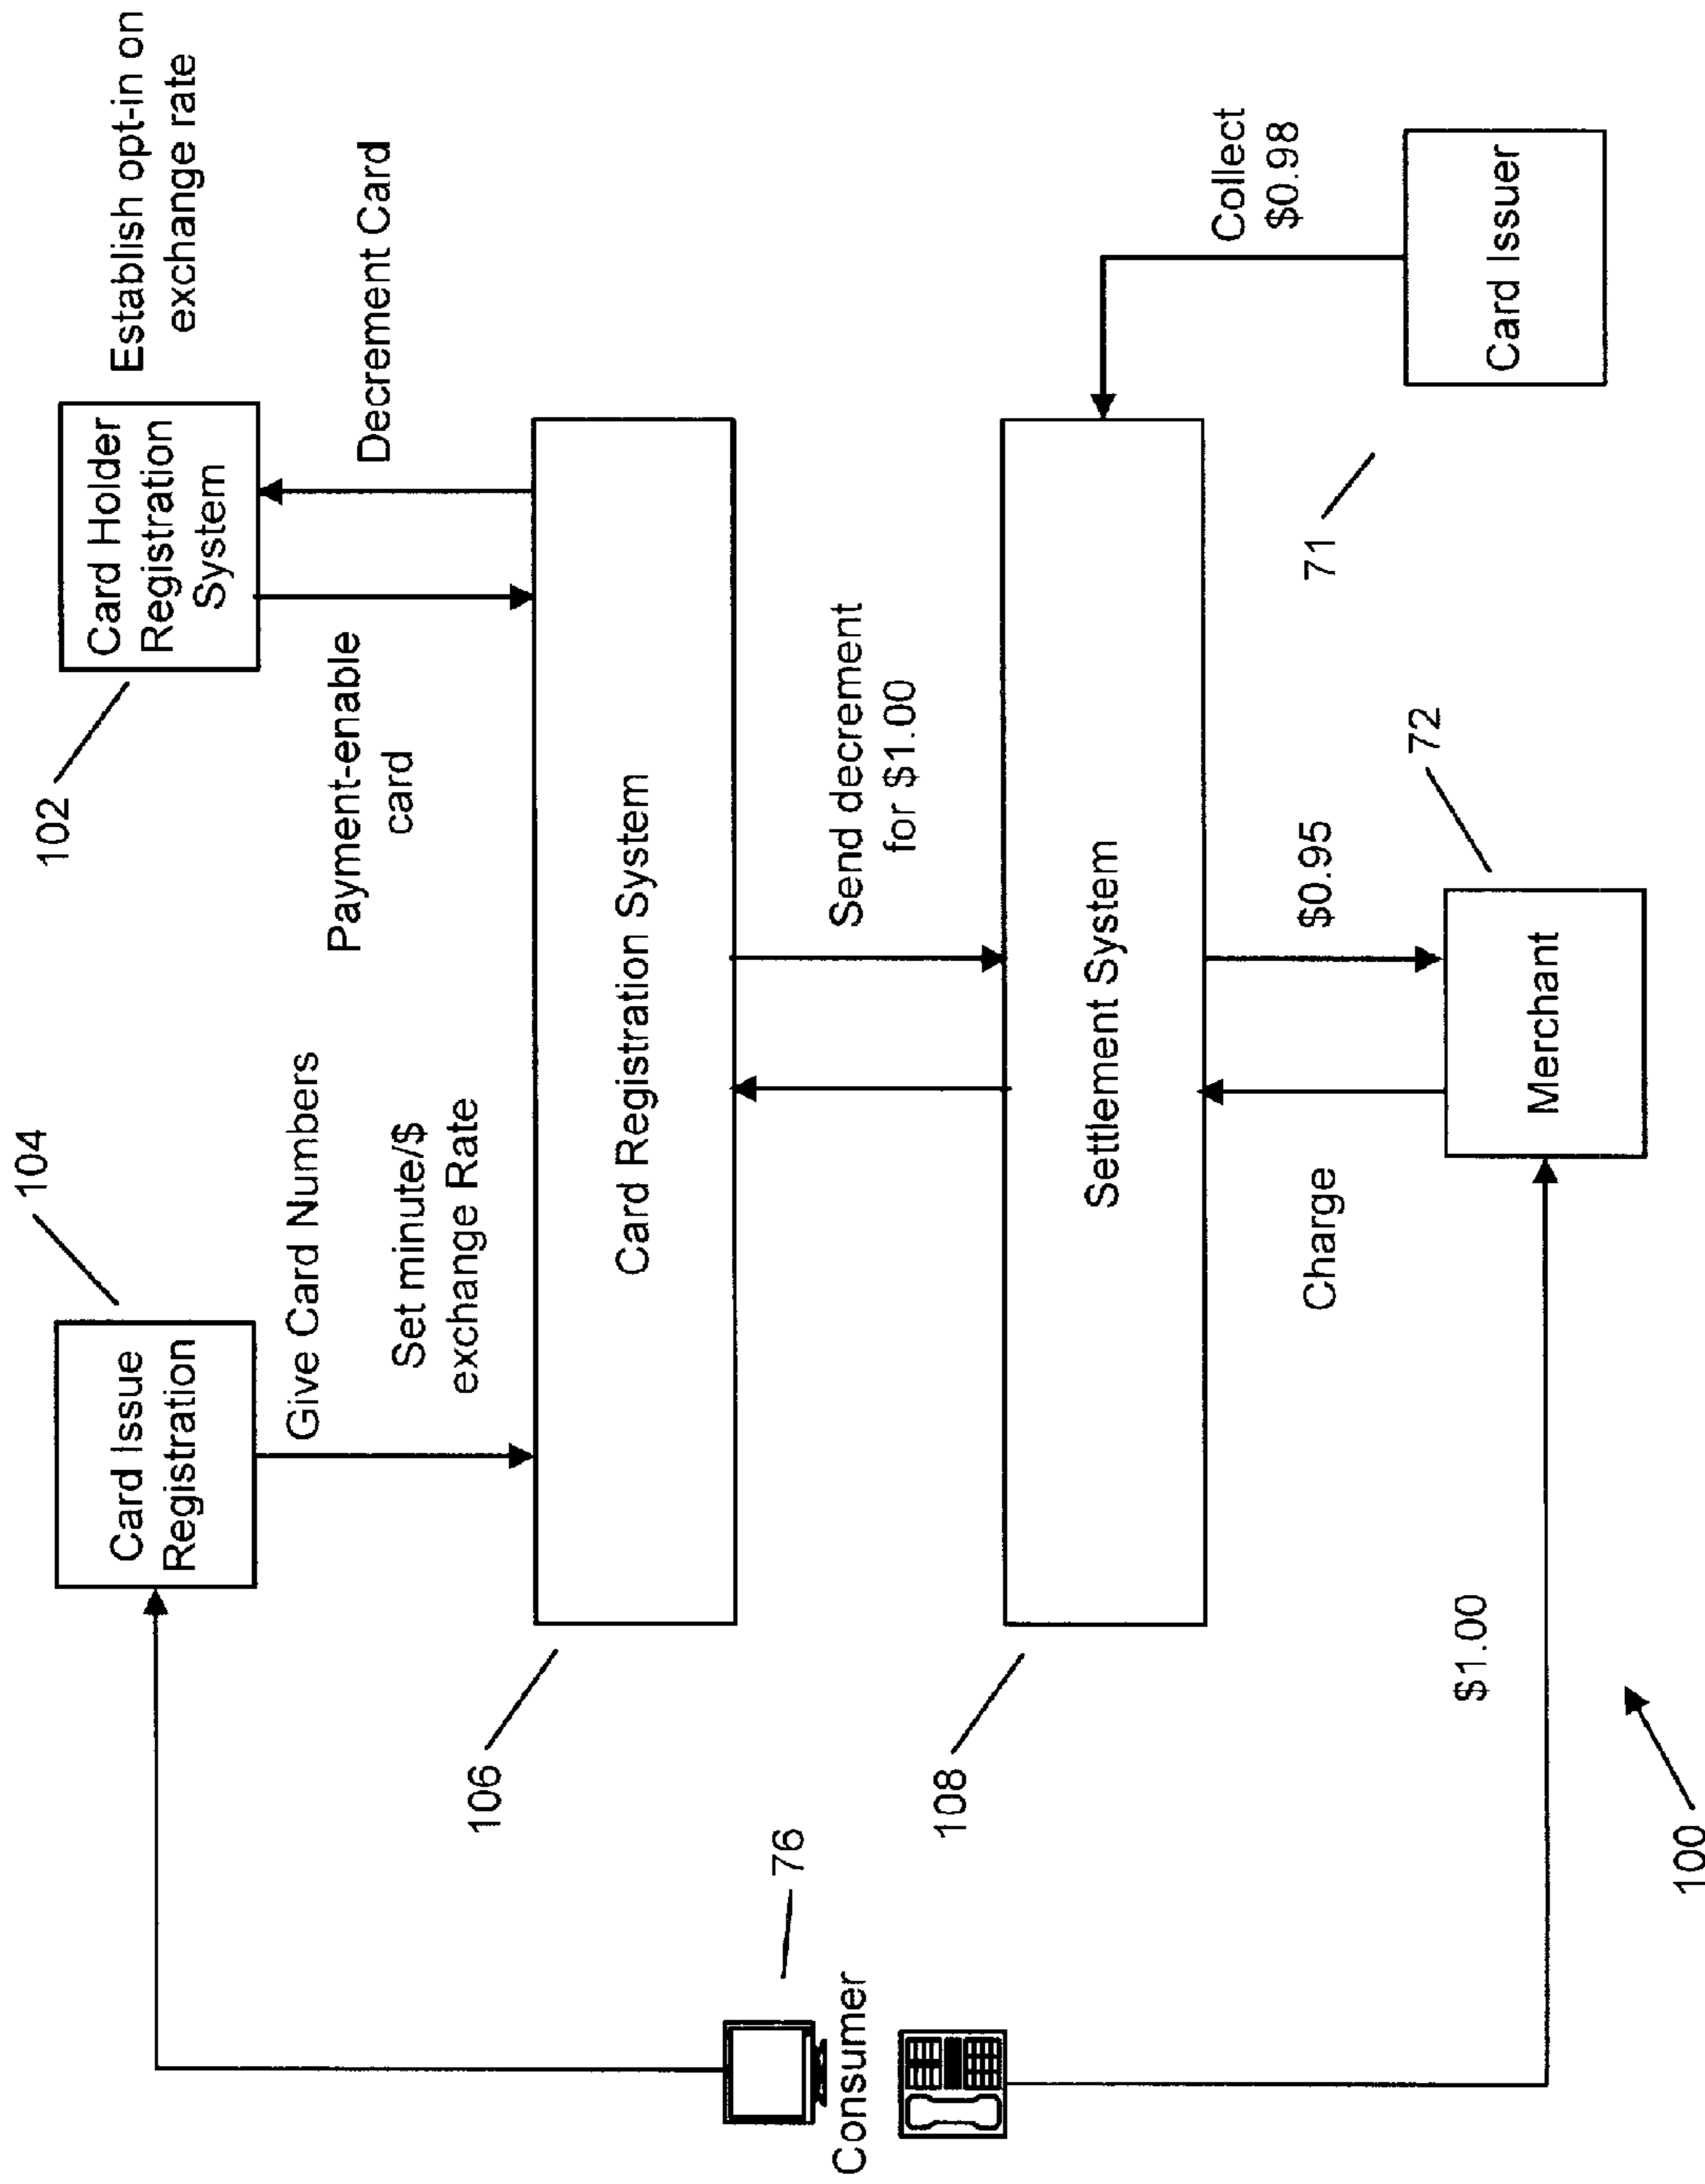 104
Card Issue
Registration
Give Card Numbers
Set minute/$
exchange Rate
102
Card Holder
Registration
System
Establish opt-in on
exchange rate
Payment-enable
card
Decrement Card
106
Card Registration System
76
Consumer
Send decrement
for $1.00
108
Settlement System
Collect
$0.98
Charge
$0.95
72
71
$1.00
Merchant
Card Issuer
100